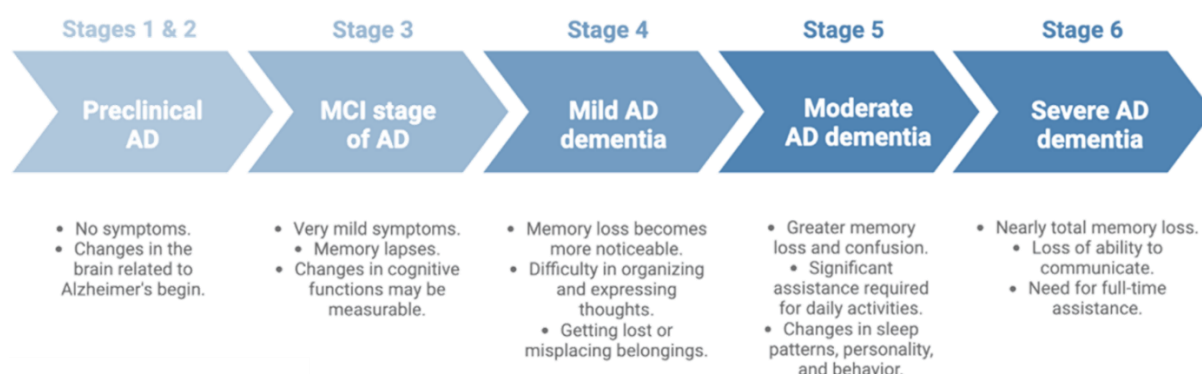 Stages 1 & 2
Preclinical
AD
• No symptoms.
• Changes in the
brain related to
Alzheimer's begin.
Stage 3
MCI stage
of AD
• Very mild symptoms.
• Memory lapses.
• Changes in cognitive
functions may be
measurable.
Stage 4
Mild AD
dementia
• Memory loss becomes
more noticeable.
• Difficulty in organizing
and expressing
thoughts.
• Getting lost or
misplacing belongings.
Stage 5
Moderate
AD dementia
• Greater memory
loss and confusion.
• Significant
assistance required
for daily activities.
• Changes in sleep
patterns, personality,
and behavior.
Stage 6
Severe AD
dementia
• Nearly total memory loss.
• Loss of ability to
communicate.
• Need for full-time
assistance.